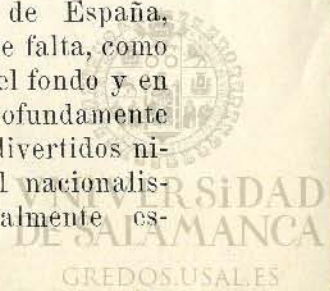 de España,
e falta, como
el fondo y en
ofundamente
divertidos ni-
l nacionalis-
almente es-
VNiVERSiDAD
DE SALAMANCA
GREDOS.USAL.ES